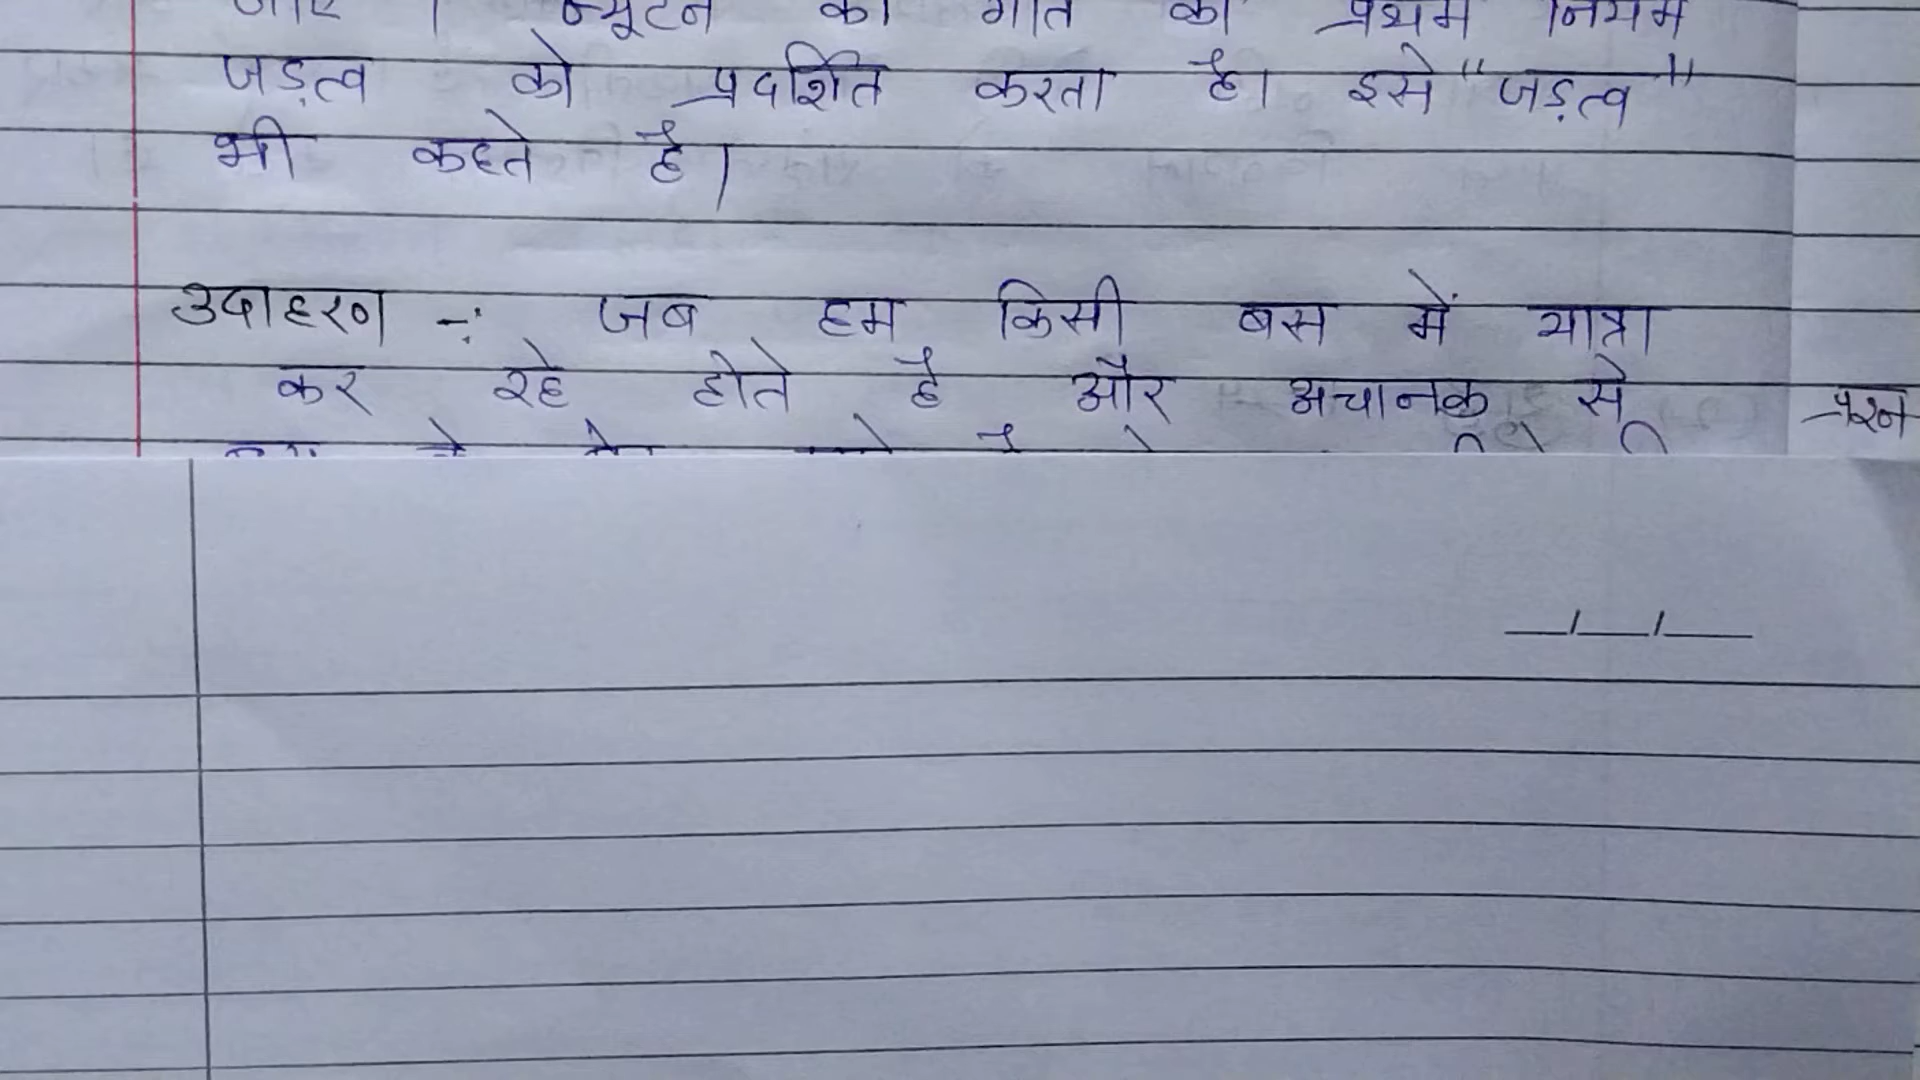 जाए । न्यूटन का गति का प्रथम नियम
जड़त्व को प्रदर्शित करता है। इसे "जड़त्व"
भी कहते है।
उदाहरण -: जब हम किसी बस में यात्रा
कर रहे होते है और अचानक से
प्रश्न